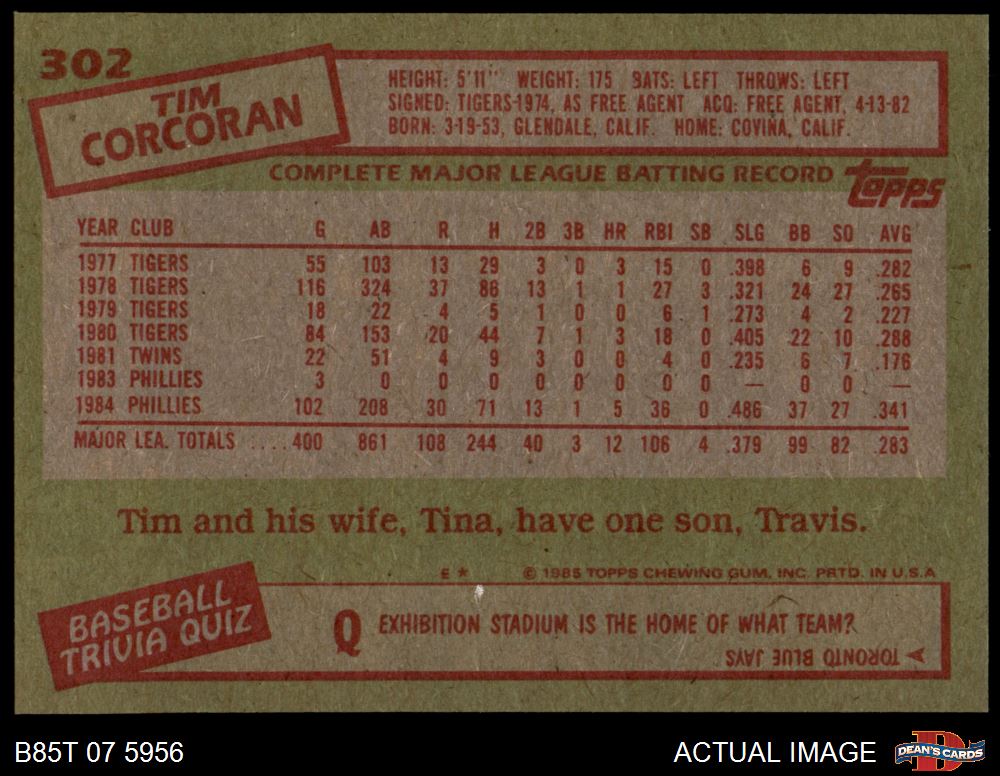 302
TIM
CORCORAN
HEIGHT: 5'11" WEIGHT: 175 BATS: LEFT THROWS: LEFT
SIGNED: TIGERS-1974, AS FREE AGENT ACQ: FREE AGENT, 4-13-82
BORN: 3-19-53, GLENDALE, CALIF. HOME: COVINA, CALIF.
COMPLETE MAJOR LEAGUE BATTING RECORD topps
YEAR CLUB G AB R H 2B 3B HR RBI SB SLG BB SO AVG
1977 TIGERS 55 103 13 29 3 0 3 15 0 .398 6 9 .282
1978 TIGERS 116 324 37 86 13 1 1 27 3 .321 24 27 .265
1979 TIGERS 18 22 4 5 1 0 0 6 1 .273 4 2 .227
1980 TIGERS 84 153 20 44 7 1 3 18 0 .405 22 10 .288
1981 TWINS 22 51 4 9 3 0 0 4 0 .235 6 7 .176
1983 PHILLIES 3 0 0 0 0 0 0 0 0 — 0 0 —
1984 PHILLIES 102 208 30 71 13 1 5 36 0 .486 37 27 .341
MAJOR LEA. TOTALS ....400 861 108 244 40 3 12 106 4 .379 99 82 .283
Tim and his wife, Tina, have one son, Travis.
E * © 1985 TOPPS CHEWING GUM, INC. PRTD. IN U.S.A
BASEBALL
TRIVIA QUIZ
Q EXHIBITION STADIUM IS THE HOME OF WHAT TEAM?
A TORONTO BLUE JAYS
B85T 07 5956 ACTUAL IMAGE DEAN'S CARDS